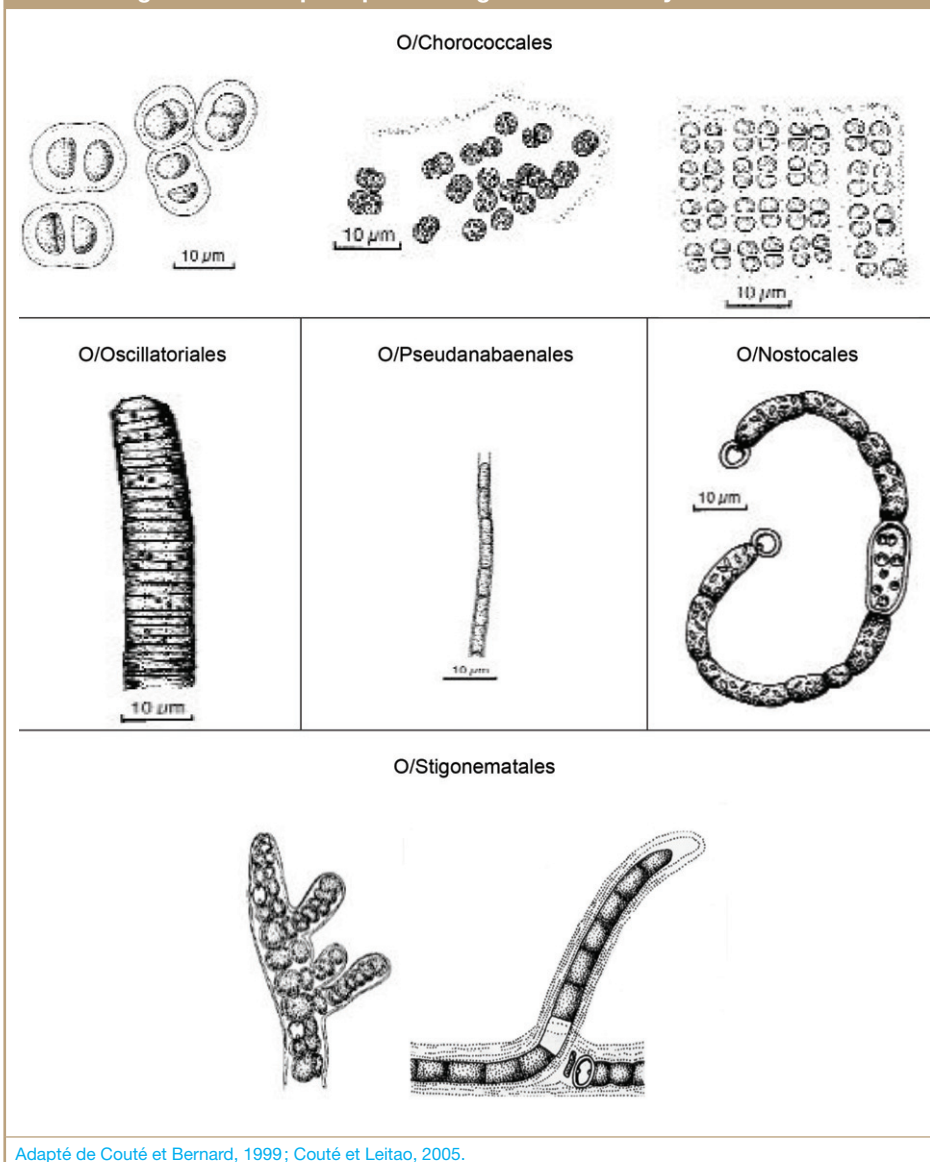 O/Chorococcales
10 µm
10 µm
10 µm
O/Oscillatoriales
O/Pseudanabaenales
O/Nostocales
10 µm
10 µm
10 µm
O/Stigonematales
Adapté de Couté et Bernard, 1999; Couté et Leitao, 2005.